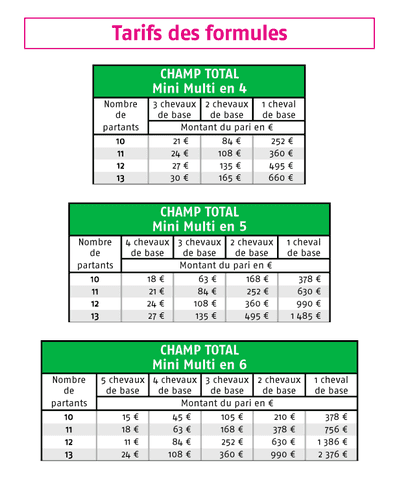 Tarifs des formules
CHAMP TOTAL
Mini Multi en 4
Nombre de partants 3 chevaux de base 2 chevaux de base 1 cheval de base
Montant du pari en €
10 21 € 84 € 252 €
11 24 € 108 € 360 €
12 27 € 135 € 495 €
13 30 € 165 € 660 €
CHAMP TOTAL
Mini Multi en 5
Nombre de partants 4 chevaux de base 3 chevaux de base 2 chevaux de base 1 cheval de base
Montant du pari en €
10 18 € 63 € 168 € 378 €
11 21 € 84 € 252 € 630 €
12 24 € 108 € 360 € 990 €
13 27 € 135 € 495 € 1 485 €
CHAMP TOTAL
Mini Multi en 6
Nombre de partants 5 chevaux de base 4 chevaux de base 3 chevaux de base 2 chevaux de base 1 cheval de base
Montant du pari en €
10 15 € 45 € 105 € 210 € 378 €
11 18 € 63 € 168 € 378 € 756 €
12 11 € 84 € 252 € 630 € 1 386 €
13 24 € 108 € 360 € 990 € 2 376 €